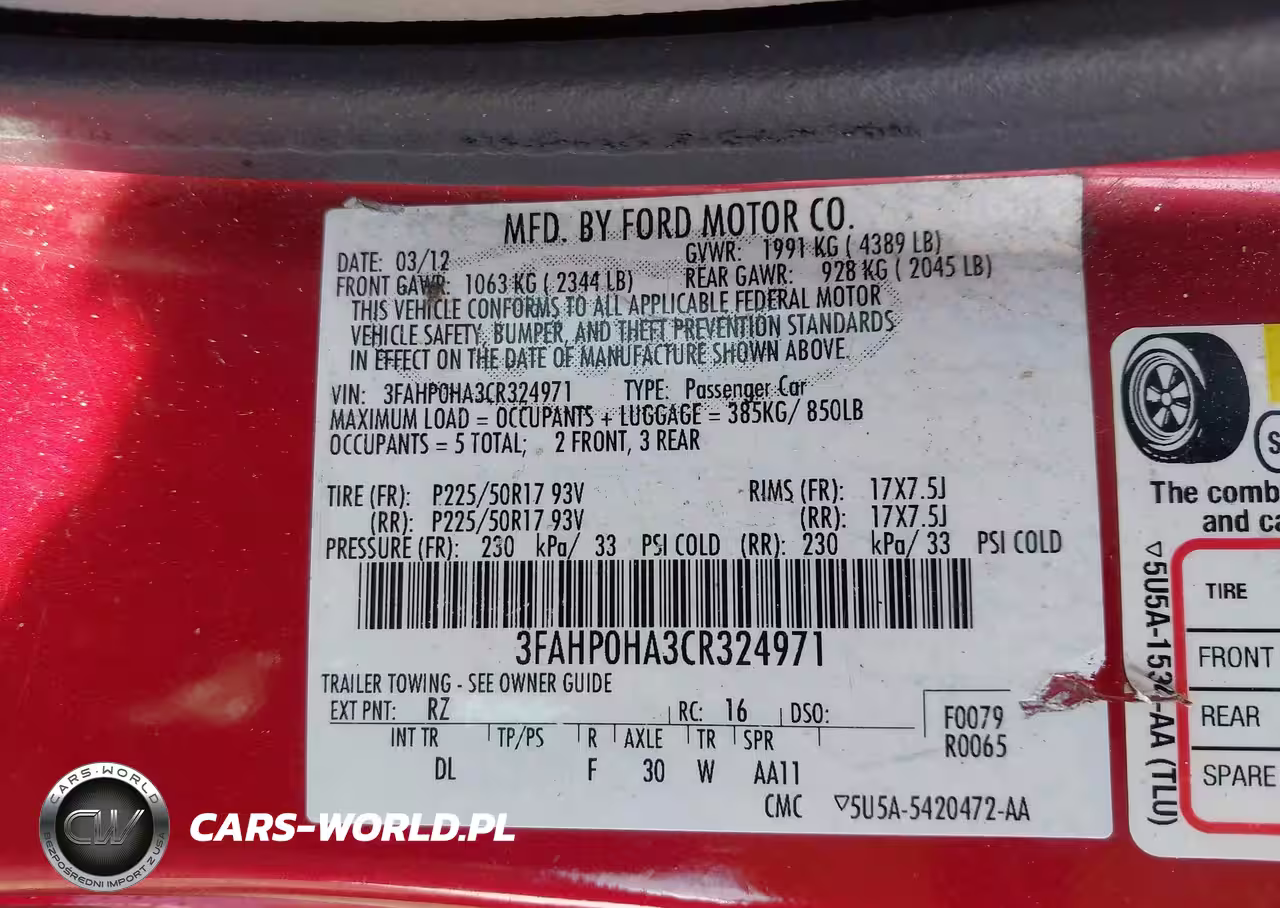 MFD. BY FORD MOTOR CO.
DATE: 03/12
GVWR: 1991 KG ( 4389 LB)
FRONT GAWR: 1063 KG ( 2344 LB)
REAR GAWR: 928 KG ( 2045 LB)
THIS VEHICLE CONFORMS TO ALL APPLICABLE FEDERAL MOTOR
VEHICLE SAFETY, BUMPER, AND THEFT PREVENTION STANDARDS
IN EFFECT ON THE DATE OF MANUFACTURE SHOWN ABOVE.
VIN: 3FAHP0HA3CR324971 TYPE: Passenger Car
MAXIMUM LOAD = OCCUPANTS + LUGGAGE = 385KG/ 850LB
OCCUPANTS = 5 TOTAL; 2 FRONT, 3 REAR
TIRE (FR): P225/50R17 93V RIMS (FR): 17X7.5J
(RR): P225/50R17 93V (RR): 17X7.5J
PRESSURE (FR): 230 kPa/ 33 PSI COLD (RR): 230 kPa/ 33 PSI COLD
3FAHP0HA3CR324971
TRAILER TOWING - SEE OWNER GUIDE
EXT PNT: RZ RC: 16 DSO:
INT TR TP/PS R AXLE TR SPR
DL F 30 W AA11
F0079
R0065
CMC ▽5U5A-5420472-AA
The comb
and ca
TIRE
FRONT
REAR
SPARE
CARS-WORLD
CW
BEZPOŚREDNI IMPORT Z USA
CARS-WORLD.PL